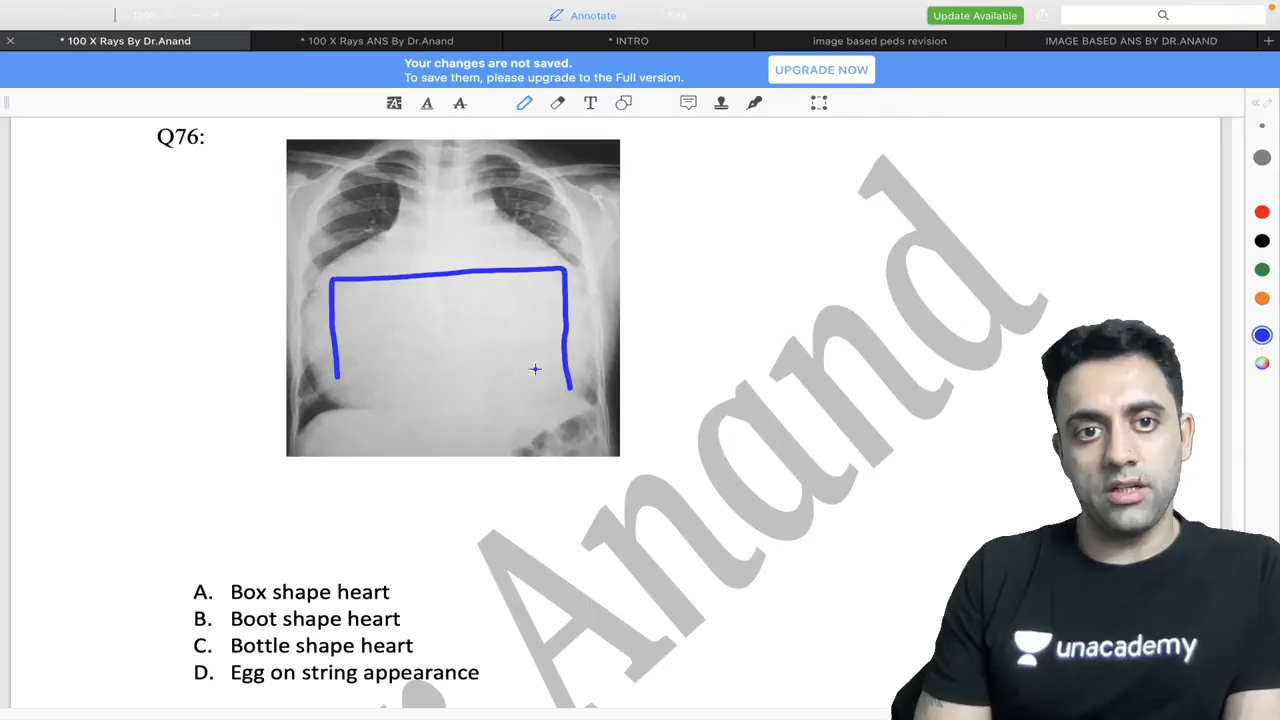 Annotate
Edit
Update Available
* 100 X Rays By Dr.Anand
* 100 X Rays ANS By Dr.Anand
* INTRO
image based peds revision
IMAGE BASED ANS BY DR.ANAND
Your changes are not saved.
To save them, please upgrade to the Full version.
UPGRADE NOW
A A A T
Q76:
Anand
A. Box shape heart
B. Boot shape heart
C. Bottle shape heart
D. Egg on string appearance
unacademy